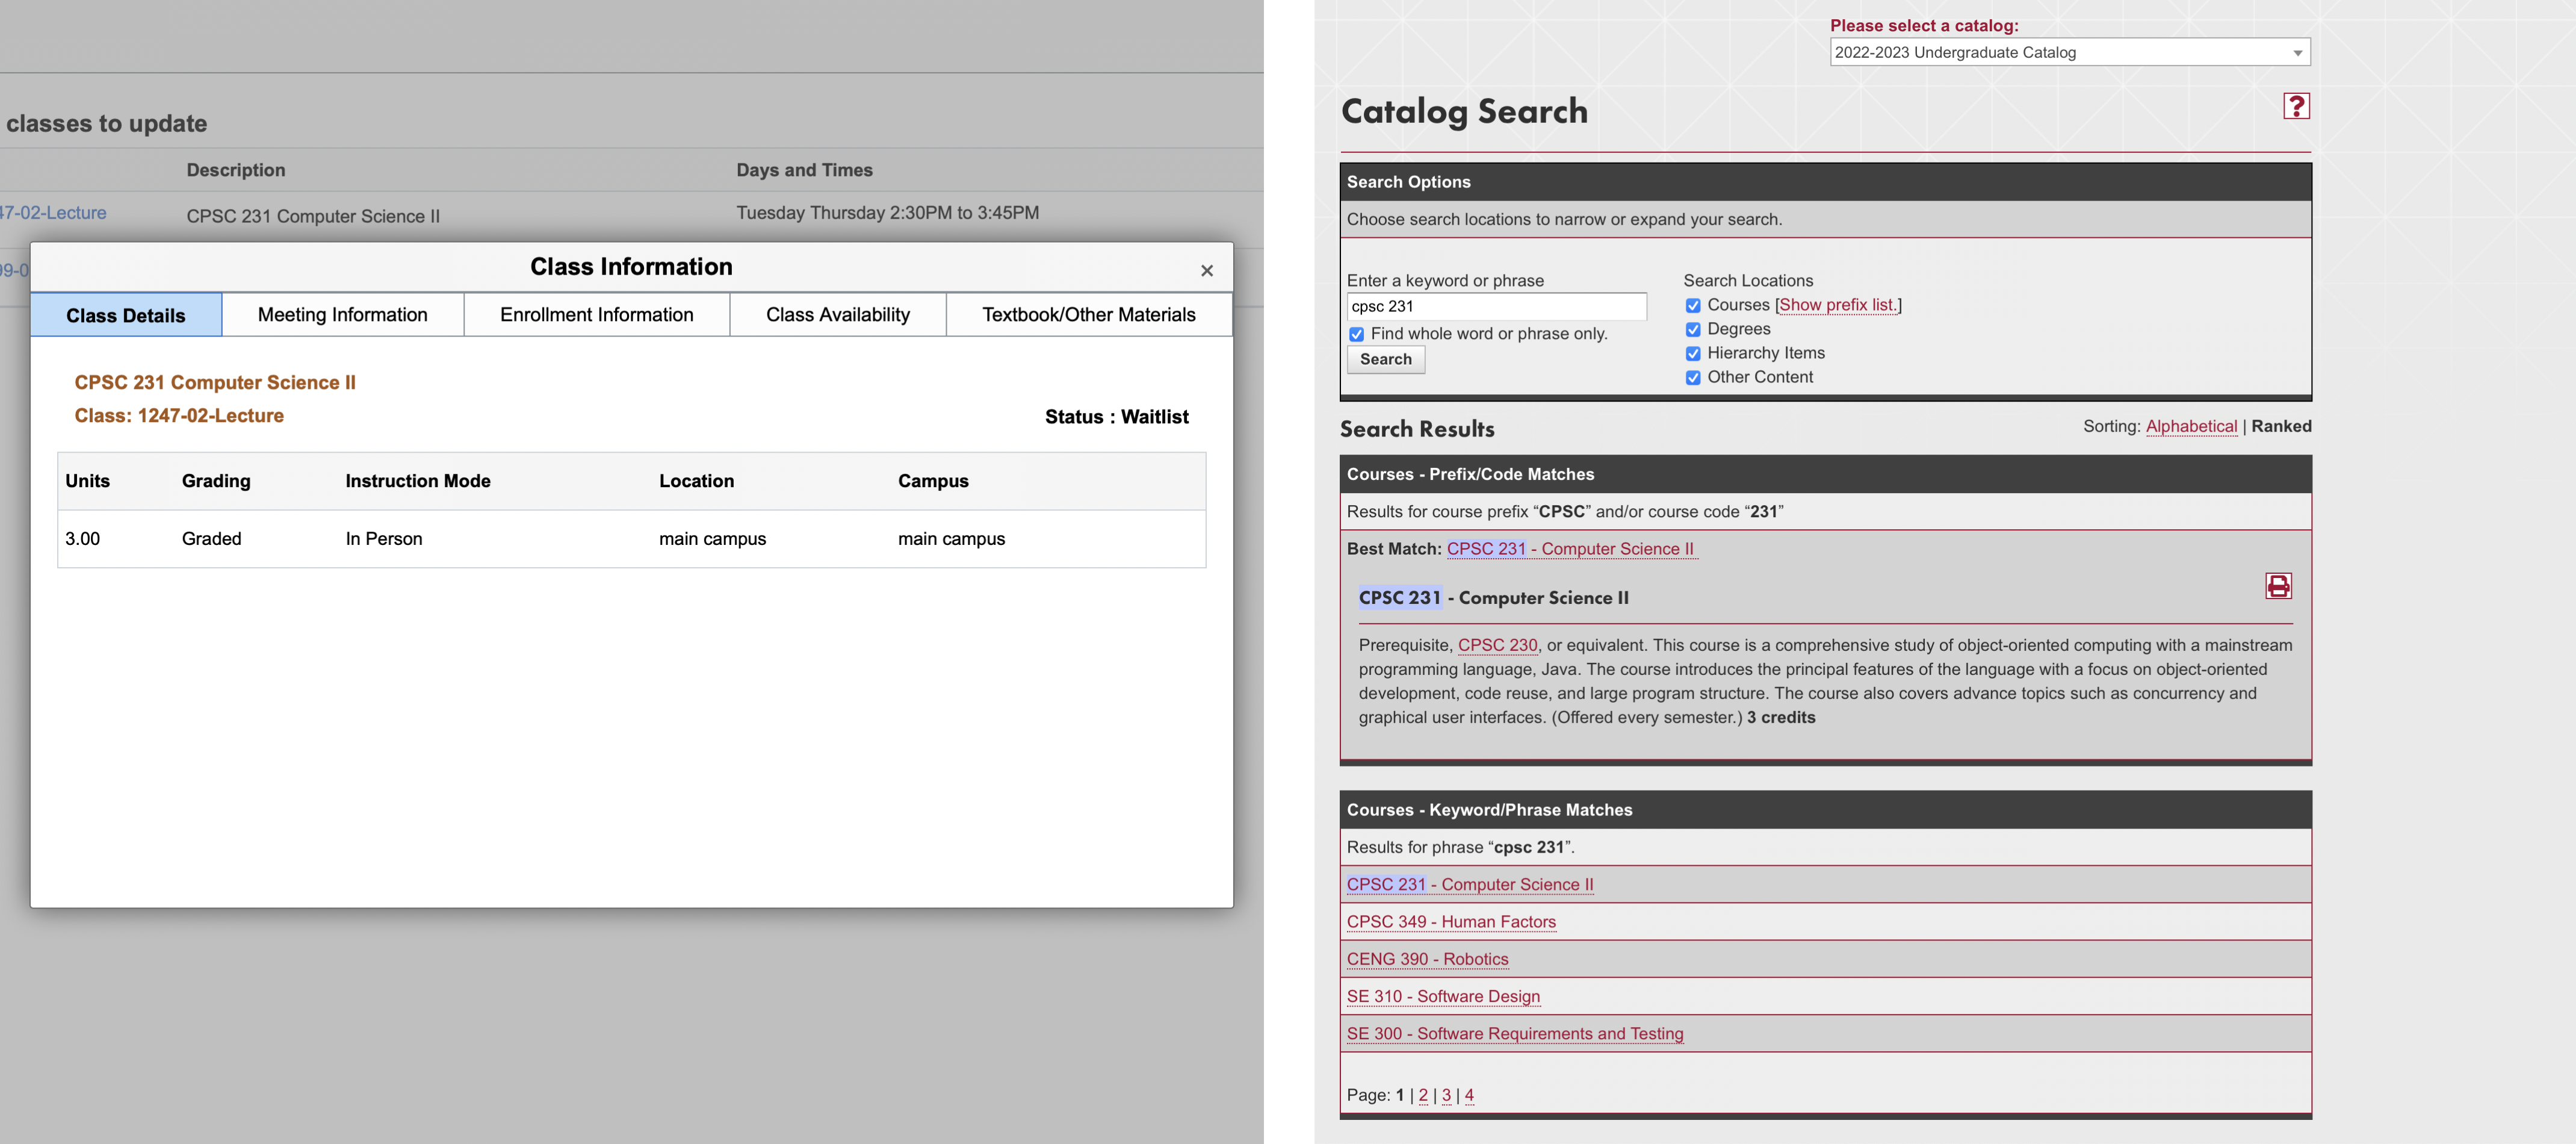 classes to update
Description Days and Times
47-02-Lecture CPSC 231 Computer Science II Tuesday Thursday 2:30PM to 3:45PM
99-0
Class Information ×
Class Details Meeting Information Enrollment Information Class Availability Textbook/Other Materials
CPSC 231 Computer Science II
Class: 1247-02-Lecture Status : Waitlist
Units Grading Instruction Mode Location Campus
3.00 Graded In Person main campus main campus
Please select a catalog:
2022-2023 Undergraduate Catalog
Catalog Search ?
Search Options
Choose search locations to narrow or expand your search.
Enter a keyword or phrase
cpsc 231
Find whole word or phrase only.
Search
Search Locations
Courses [Show prefix list.]
Degrees
Hierarchy Items
Other Content
Search Results Sorting: Alphabetical | Ranked
Courses - Prefix/Code Matches
Results for course prefix “CPSC” and/or course code “231”
Best Match: CPSC 231 - Computer Science II
CPSC 231 - Computer Science II
Prerequisite, CPSC 230, or equivalent. This course is a comprehensive study of object-oriented computing with a mainstream
programming language, Java. The course introduces the principal features of the language with a focus on object-oriented
development, code reuse, and large program structure. The course also covers advance topics such as concurrency and
graphical user interfaces. (Offered every semester.) 3 credits
Courses - Keyword/Phrase Matches
Results for phrase “cpsc 231”.
CPSC 231 - Computer Science II
CPSC 349 - Human Factors
CENG 390 - Robotics
SE 310 - Software Design
SE 300 - Software Requirements and Testing
Page: 1 | 2 | 3 | 4